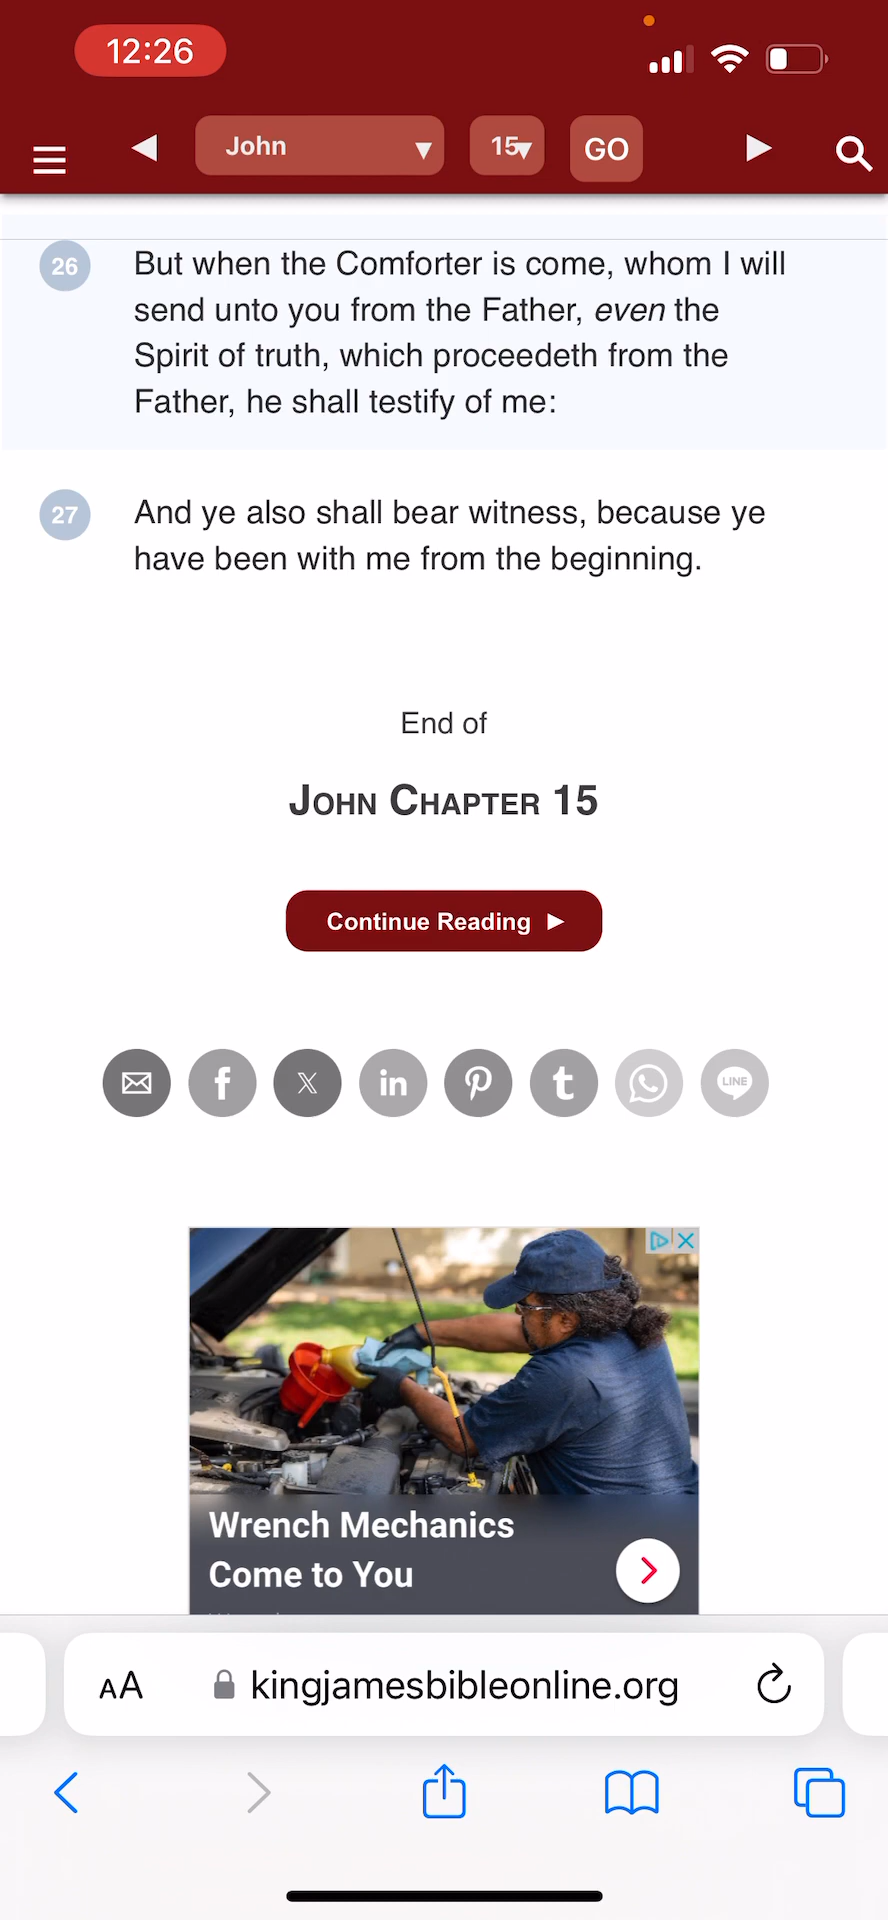 12:26
John
15
GO
26
But when the Comforter is come, whom I will
send unto you from the Father, even the
Spirit of truth, which proceedeth from the
Father, he shall testify of me:
27
And ye also shall bear witness, because ye
have been with me from the beginning.
End of
John Chapter 15
Continue Reading
LINE
Wrench Mechanics
Come to You
AA
kingjamesbibleonline.org